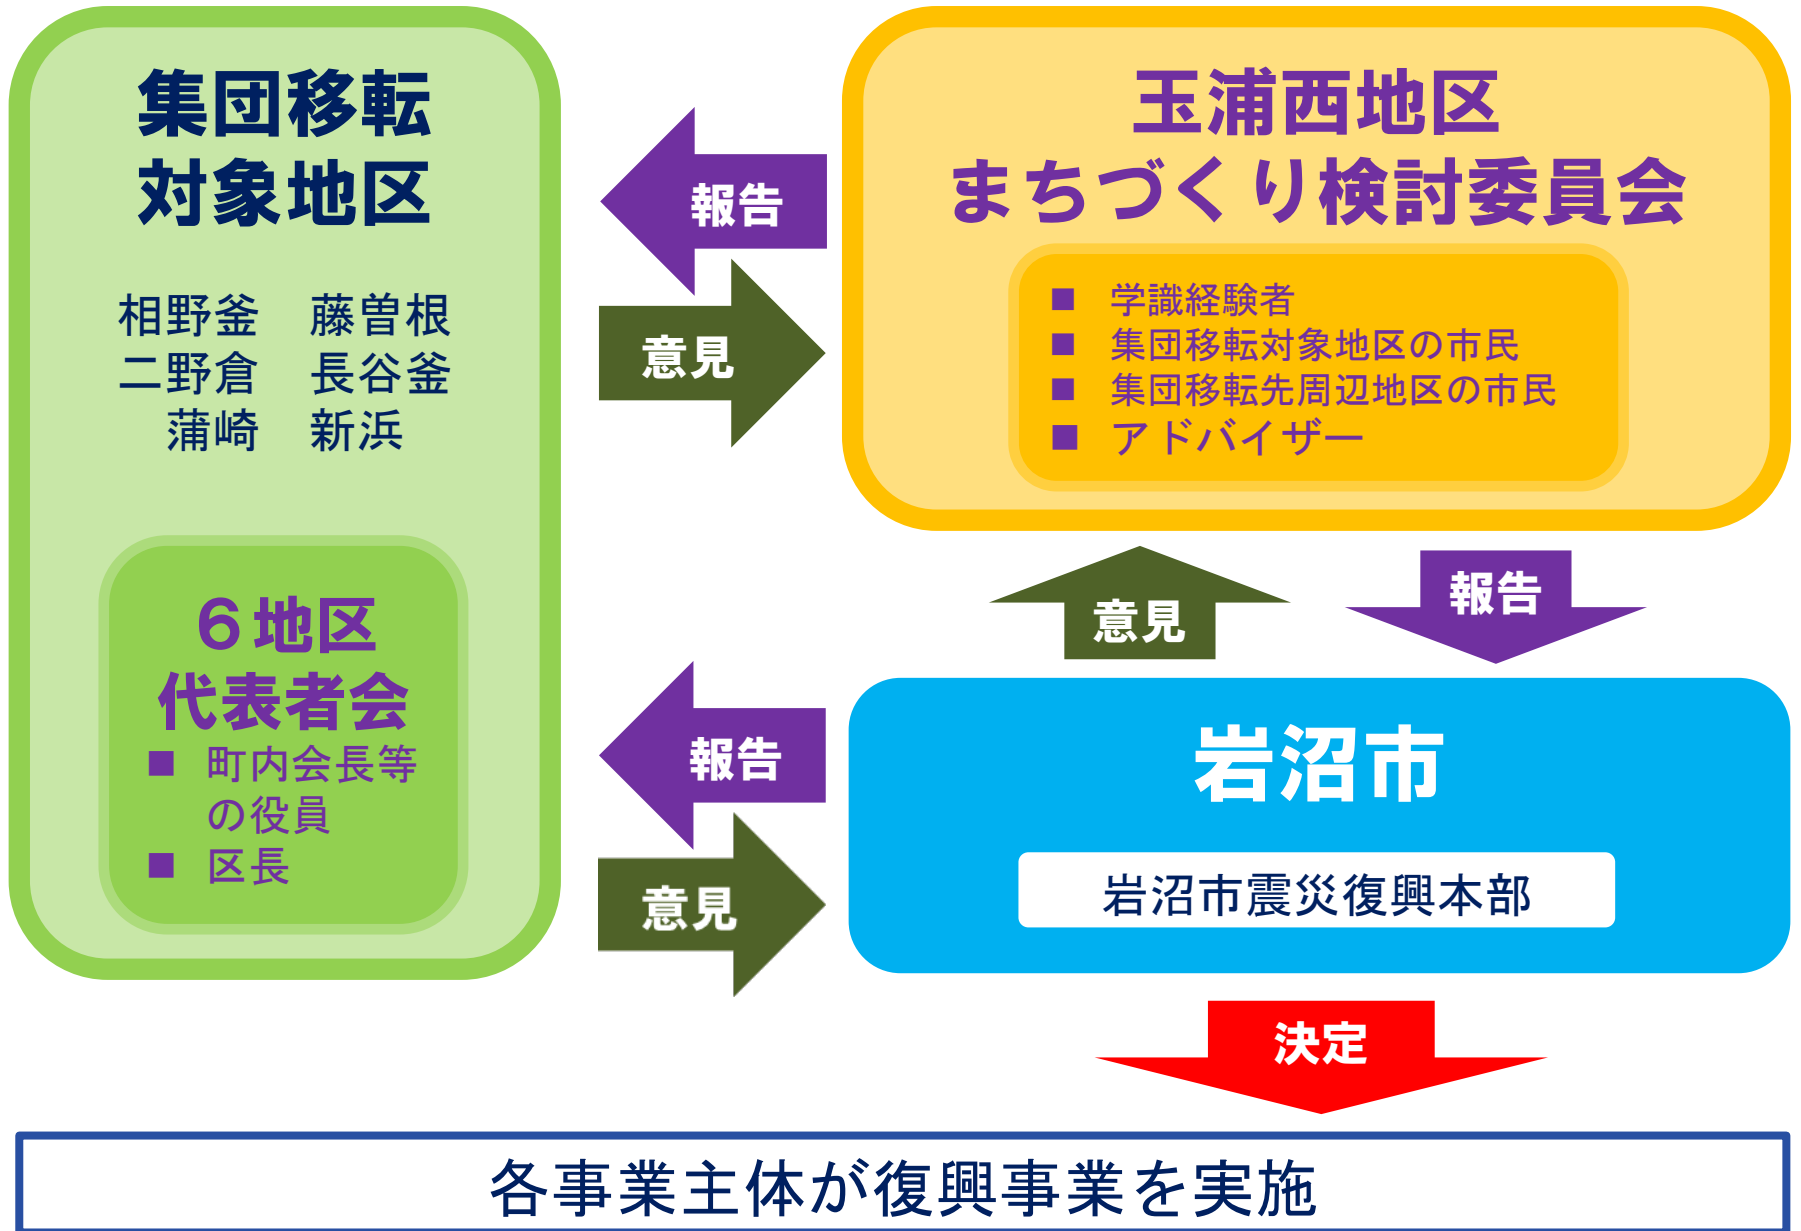 集団移転
対象地区
相野釜　藤曽根
二野倉　長谷釜
蒲崎　新浜
６地区
代表者会
■ 町内会長等
の役員
■ 区長
報告
意見
玉浦西地区
まちづくり検討委員会
■ 学識経験者
■ 集団移転対象地区の市民
■ 集団移転先周辺地区の市民
■ アドバイザー
意見
報告
報告
意見
岩沼市
岩沼市震災復興本部
決定
各事業主体が復興事業を実施